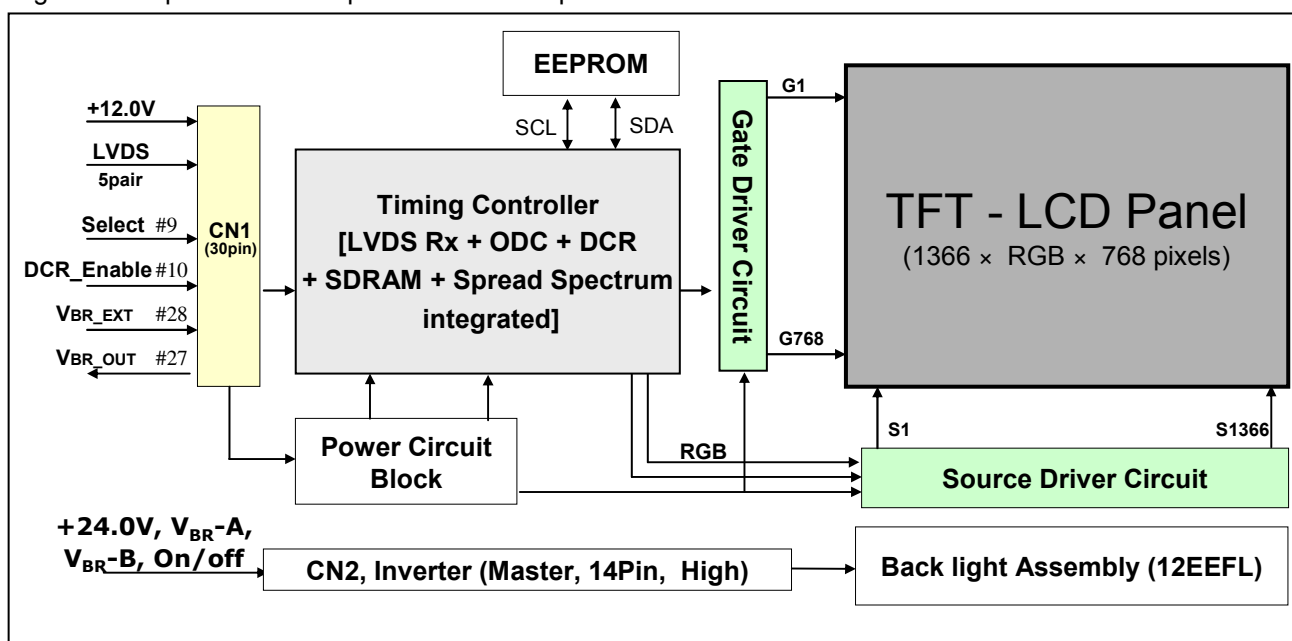 EEPROM
SCL
SDA
+12.0V
LVDS
5pair
Select #9
DCR_Enable #10
VBR_EXT #28
VBR_OUT #27
CN1
(30pin)
Timing Controller
[LVDS Rx + ODC + DCR
+ SDRAM + Spread Spectrum
integrated]
Gate Driver Circuit
G1
G768
TFT - LCD Panel
(1366 × RGB × 768 pixels)
S1
S1366
Power Circuit
Block
RGB
Source Driver Circuit
+24.0V, VBR-A,
VBR-B, On/off
CN2, Inverter (Master, 14Pin, High)
Back light Assembly (12EEFL)